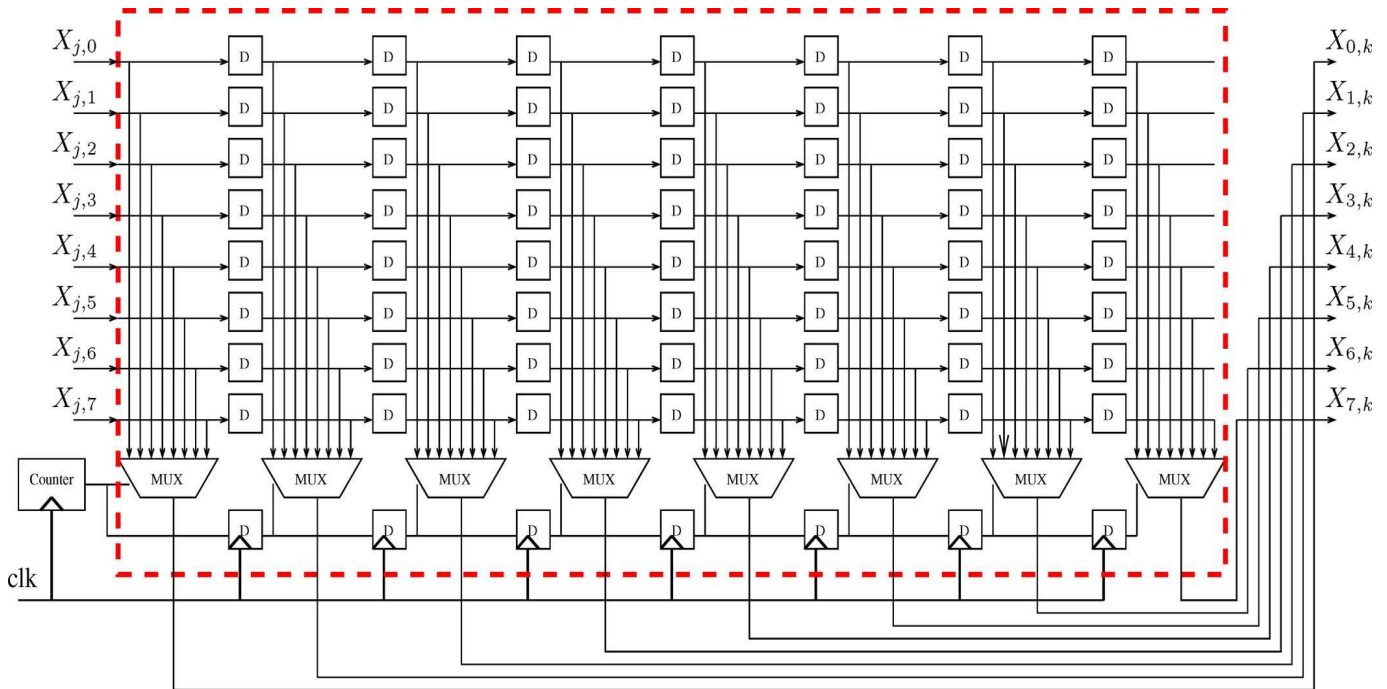 X_{j,0} D D D D D D D X_{0,k}
X_{j,1} D D D D D D D X_{1,k}
X_{j,2} D D D D D D D X_{2,k}
X_{j,3} D D D D D D D X_{3,k}
X_{j,4} D D D D D D D X_{4,k}
X_{j,5} D D D D D D D X_{5,k}
X_{j,6} D D D D D D D X_{6,k}
X_{j,7} D D D D D D D X_{7,k}
Counter MUX MUX MUX MUX MUX MUX MUX MUX
D D D D D D D
clk